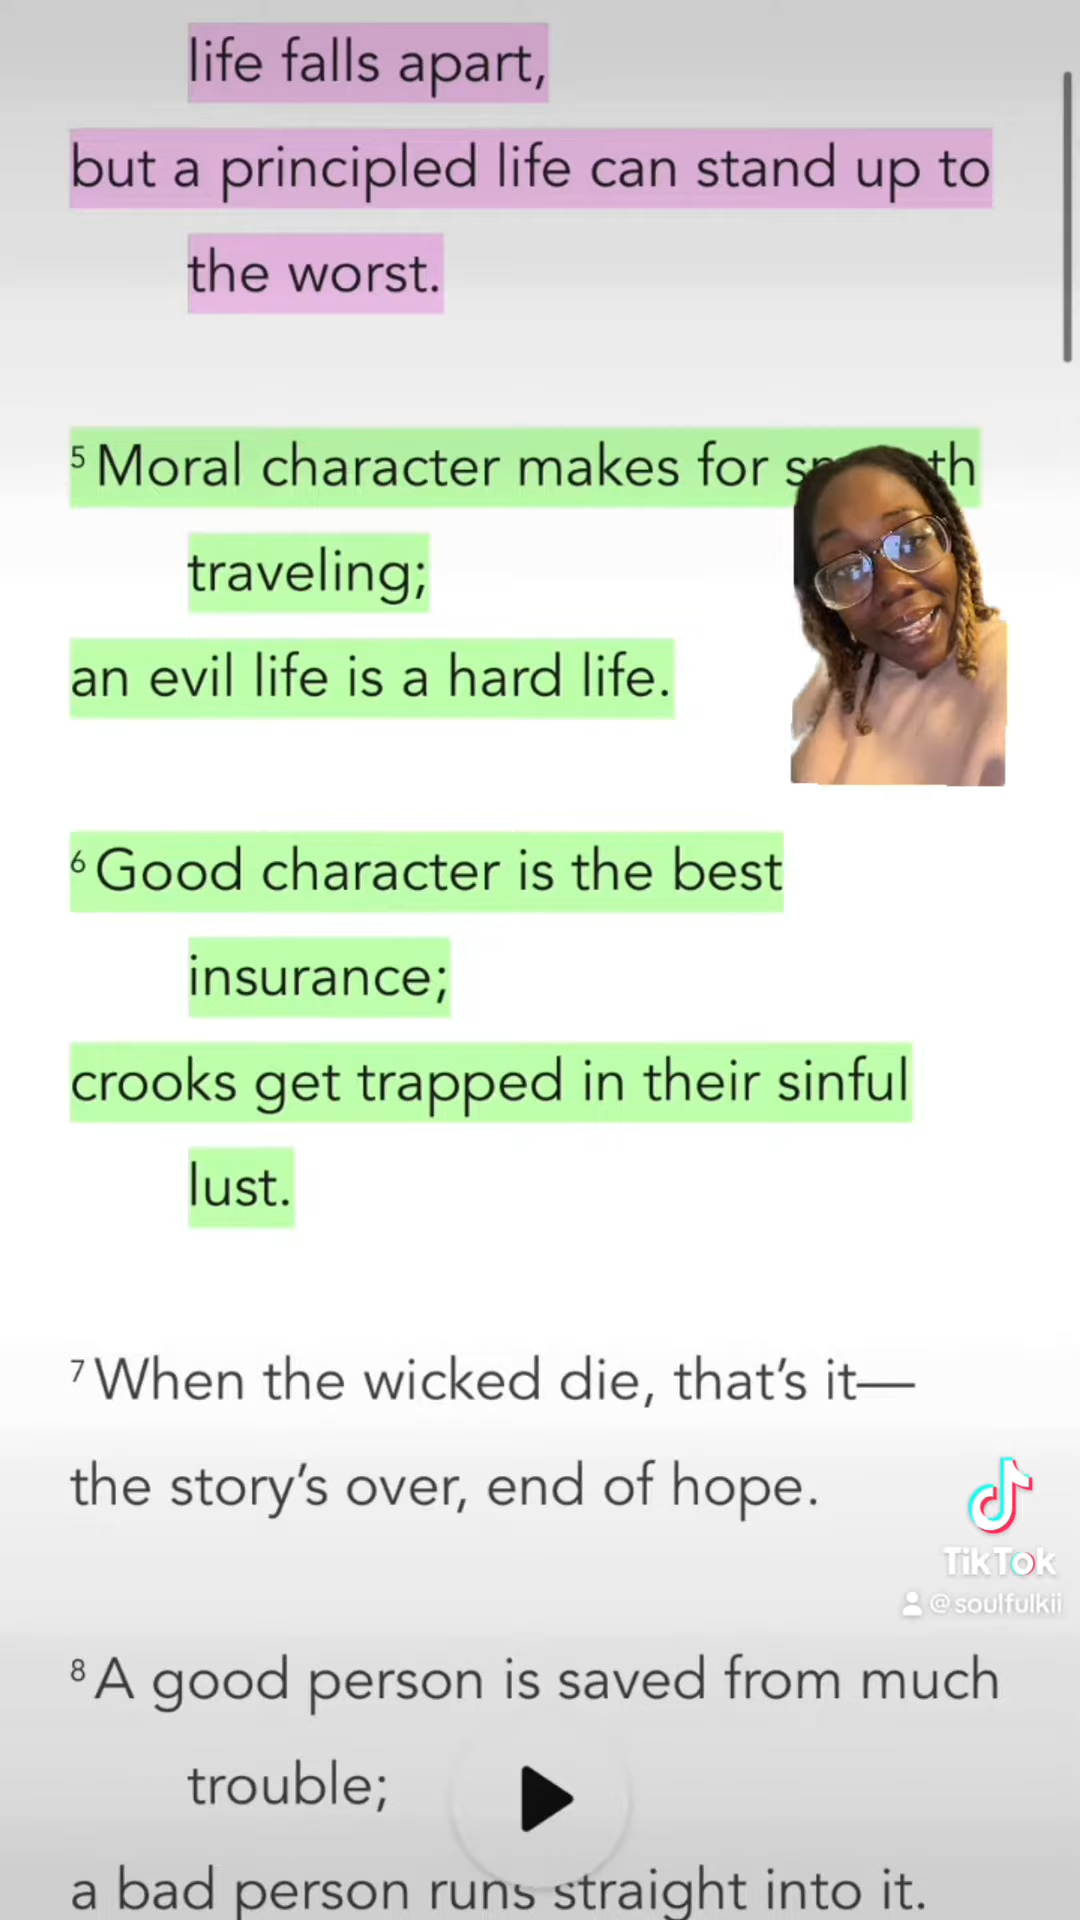 life falls apart,
but a principled life can stand up to
the worst.
5 Moral character makes for
traveling;
an evil life is a hard life.
6 Good character is the best
insurance;
crooks get trapped in their sinful
lust.
7 When the wicked die, that’s it—
the story’s over, end of hope.
TikTok
@soulfulkii
8 A good person is saved from much
trouble;
a bad person runs straight into it.